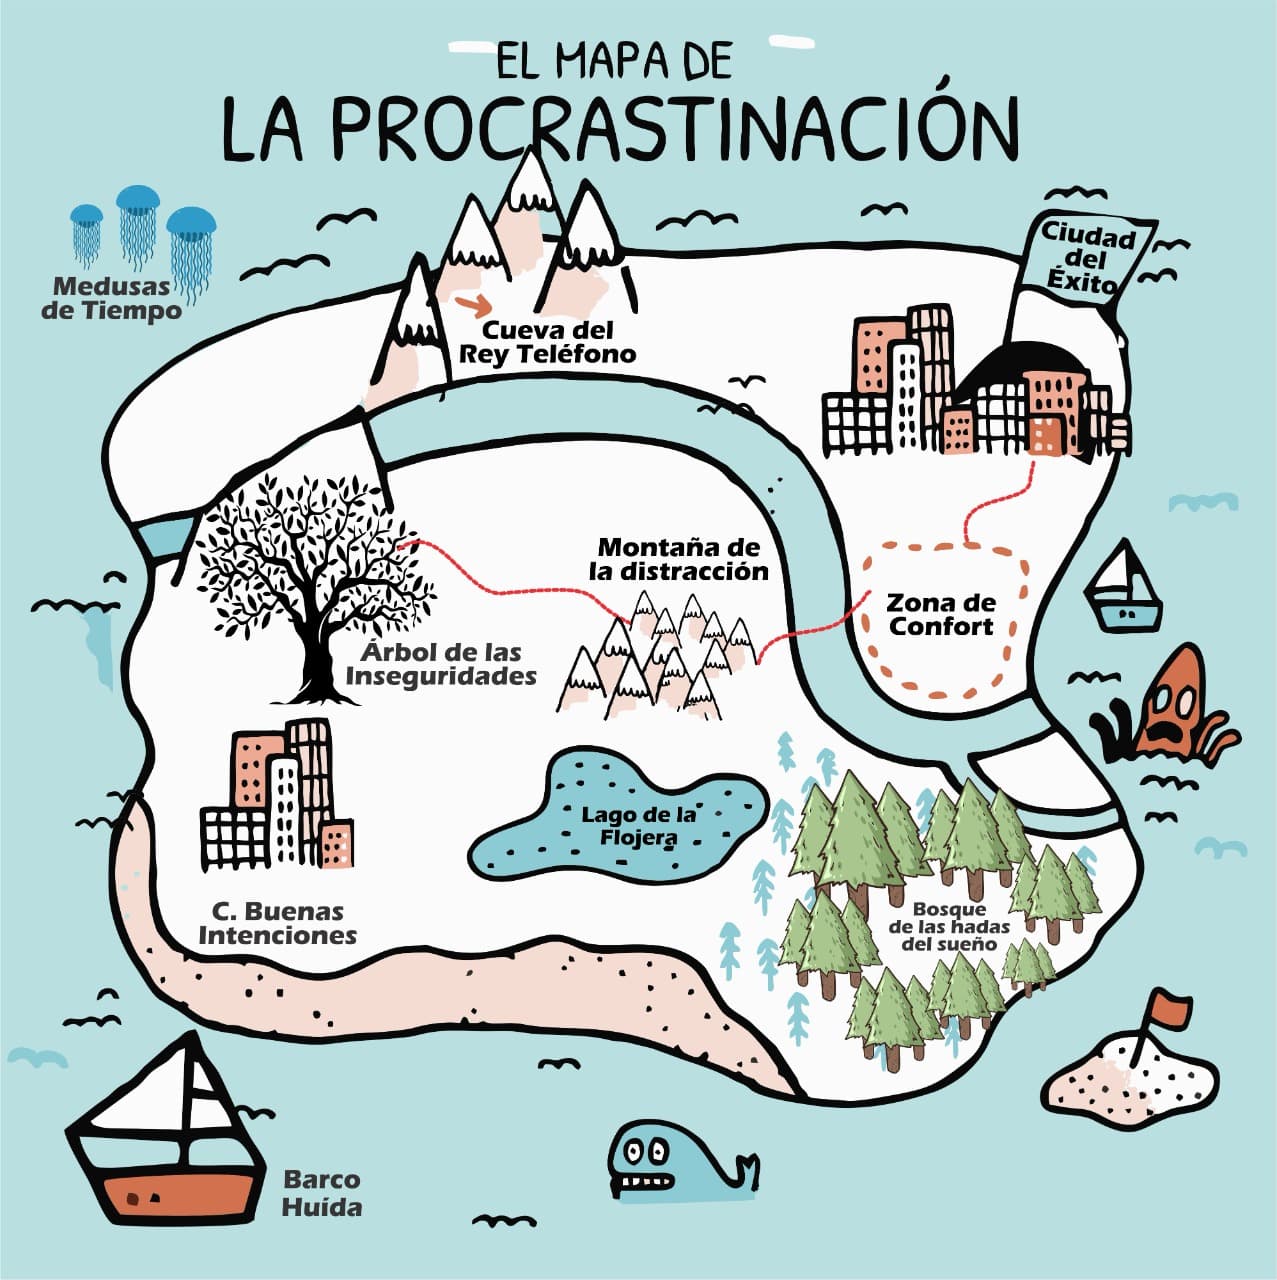 EL MAPA DE
LA PROCRASTINACIÓN
Medusas
de Tiempo
Ciudad
del
Éxito
Cueva del
Rey Teléfono
Montaña de
la distracción
Zona de
Confort
Árbol de las
Inseguridades
Lago de la
Flojera
C. Buenas
Intenciones
Bosque
de las hadas
del sueño
Barco
Huída